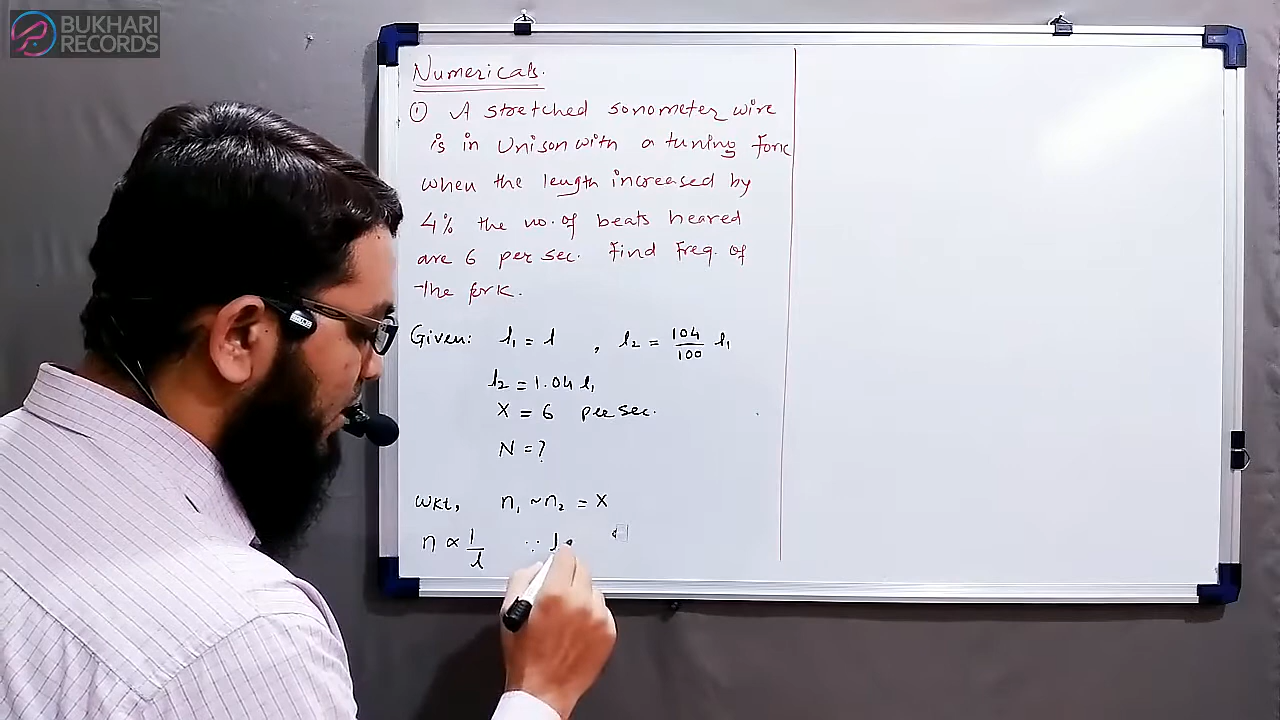 BUKHARI
RECORDS
Numericals.
① A stretched sonometer wire
is in Unison with a tuning fork
when the length increased by
4% the no. of beats heared
are 6 per sec. Find Freq. of
the fork.
Given: l₁ = l , l₂ = 104/100 l₁
l₂ = 1.04 l₁
X = 6 per sec.
N = ?
Wkt, n₁ ~ n₂ = X
n ∝ 1/l ∵ l₂